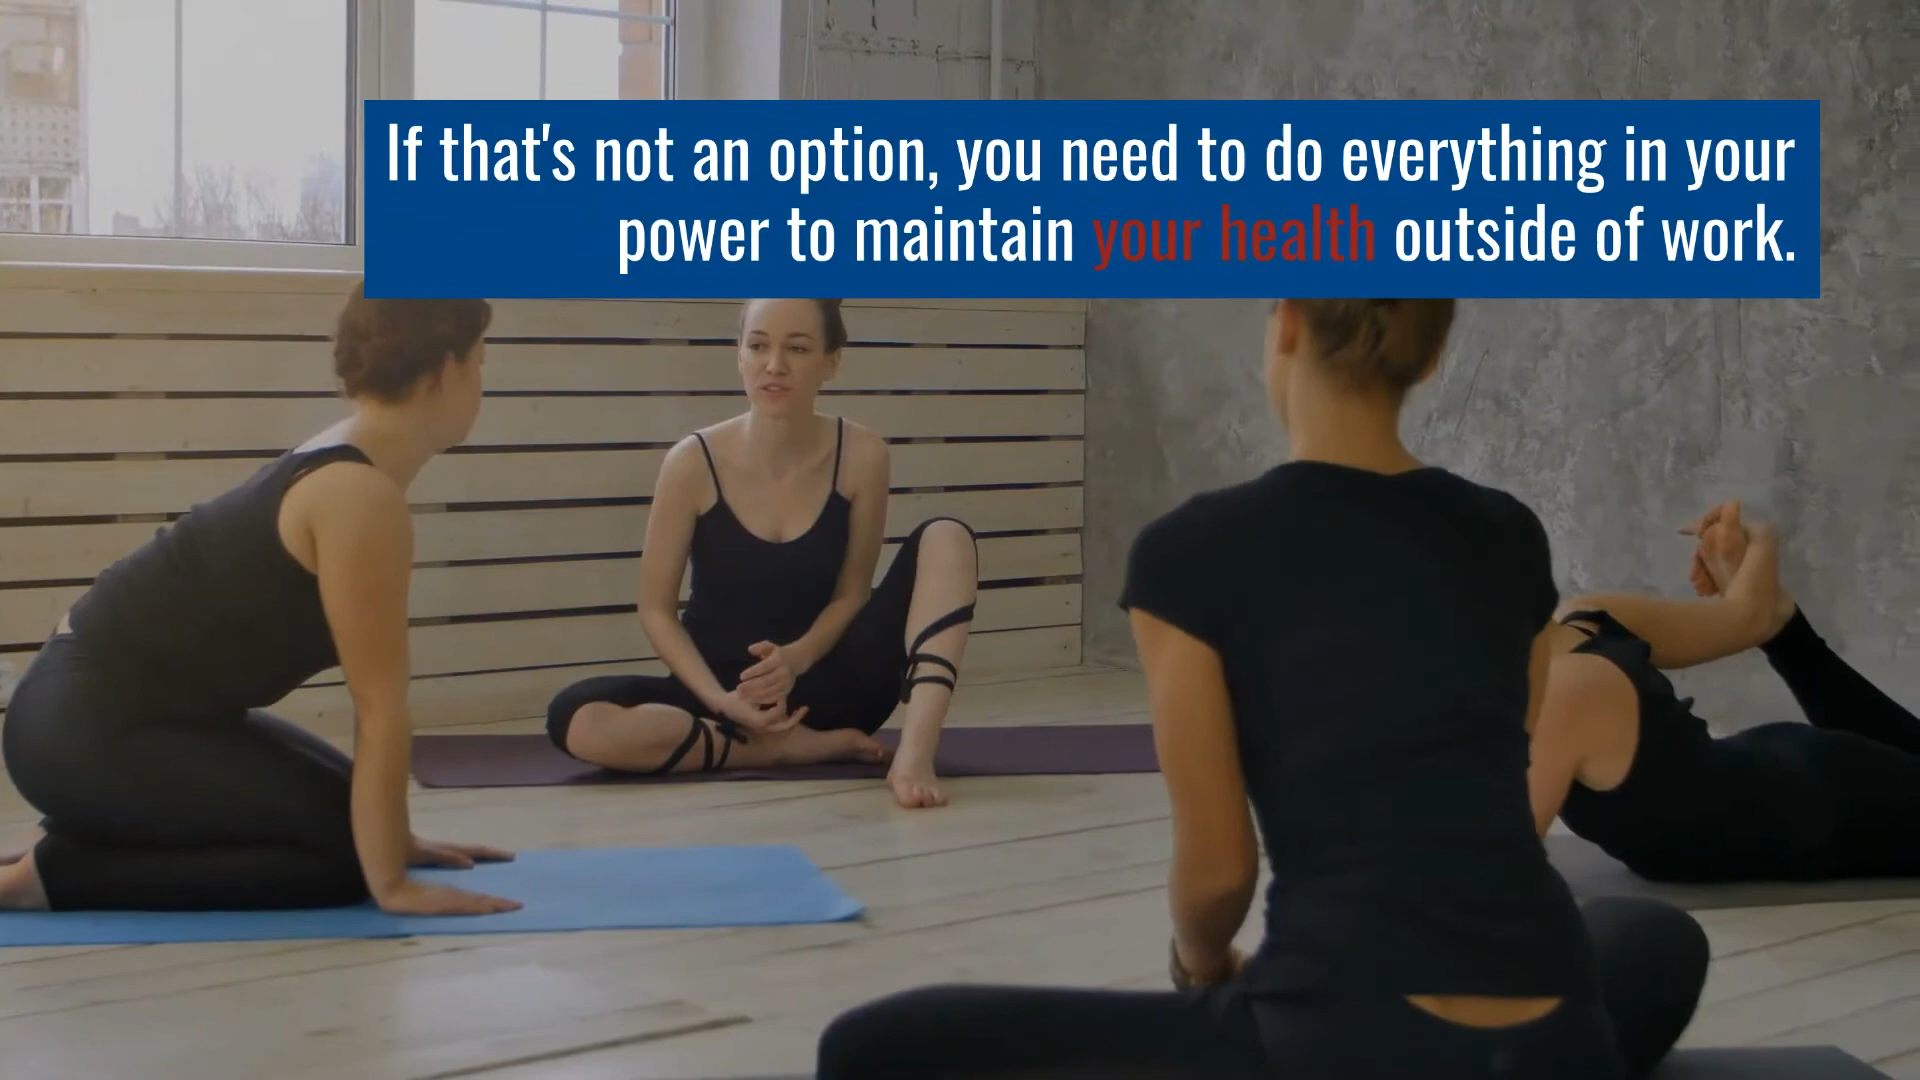 If that's not an option, you need to do everything in your
power to maintain your health outside of work.